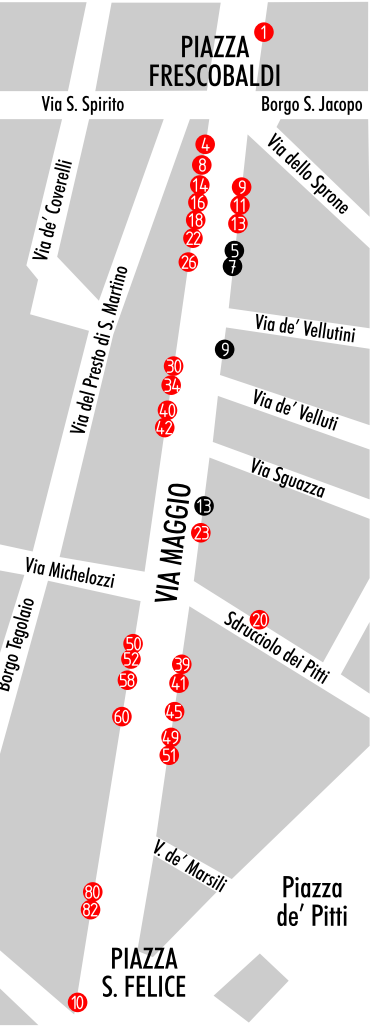 1
PIAZZA
FRESCOBALDI
Via S. Spirito
Borgo S. Jacopo
Via dello Sprone
4
8
14
16
18
22
26
9
11
13
5
7
Via de' Coverelli
Via del Presto di S. Martino
Via de' Vellutini
9
30
34
40
42
Via de' Velluti
Via Sguazza
VIA MAGGIO
13
23
Via Michelozzi
Borgo Tegolaio
20
Sdrucciolo dei Pitti
50
52
58
60
39
41
45
49
51
V. de' Marsili
80
82
Piazza
de' Pitti
PIAZZA
S. FELICE
10